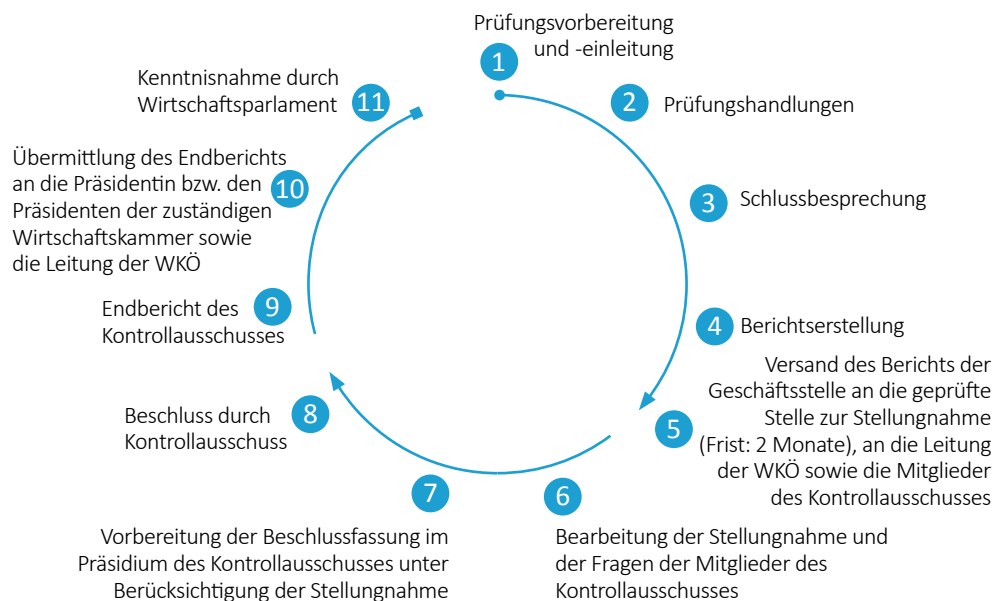 Prüfungsvorbereitung
und -einleitung
1
2
Prüfungshandlungen
3
Schlussbesprechung
4
Berichtserstellung
5
Versand des Berichts der
Geschäftsstelle an die geprüfte
Stelle zur Stellungnahme
(Frist: 2 Monate), an die Leitung
der WKÖ sowie die Mitglieder
des Kontrollausschusses
6
Bearbeitung der Stellungnahme und
der Fragen der Mitglieder des
Kontrollausschusses
7
Vorbereitung der Beschlussfassung im
Präsidium des Kontrollausschusses unter
Berücksichtigung der Stellungnahme
8
Beschluss durch
Kontrollausschuss
9
Endbericht des
Kontrollausschusses
10
Übermittlung des Endberichts
an die Präsidentin bzw. den
Präsidenten der zuständigen
Wirtschaftskammer sowie
die Leitung der WKÖ
11
Kenntnisnahme durch
Wirtschaftsparlament